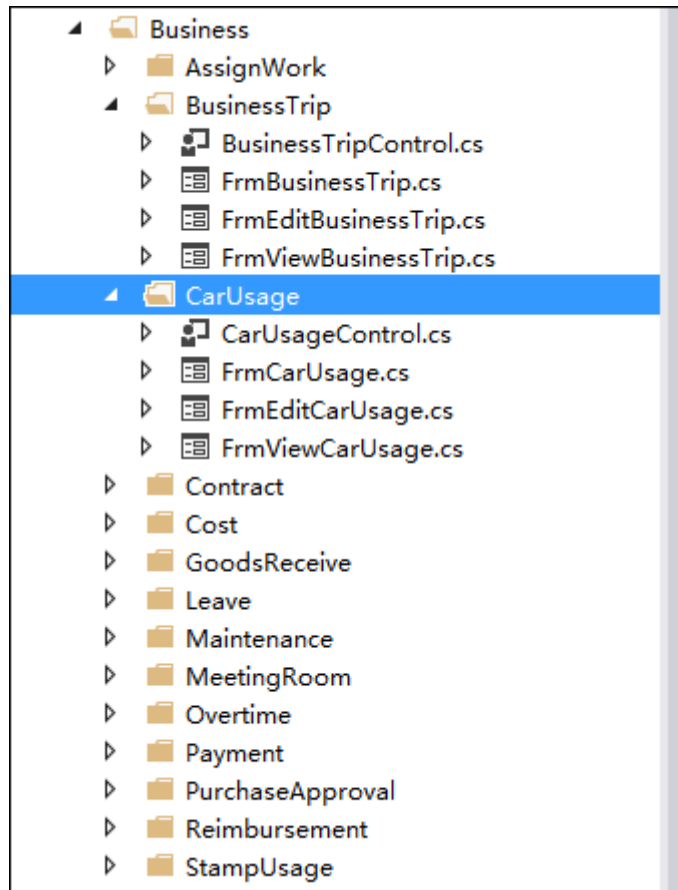 Business
AssignWork
BusinessTrip
BusinessTripControl.cs
FrmBusinessTrip.cs
FrmEditBusinessTrip.cs
FrmViewBusinessTrip.cs
CarUsage
CarUsageControl.cs
FrmCarUsage.cs
FrmEditCarUsage.cs
FrmViewCarUsage.cs
Contract
Cost
GoodsReceive
Leave
Maintenance
MeetingRoom
Overtime
Payment
PurchaseApproval
Reimbursement
StampUsage